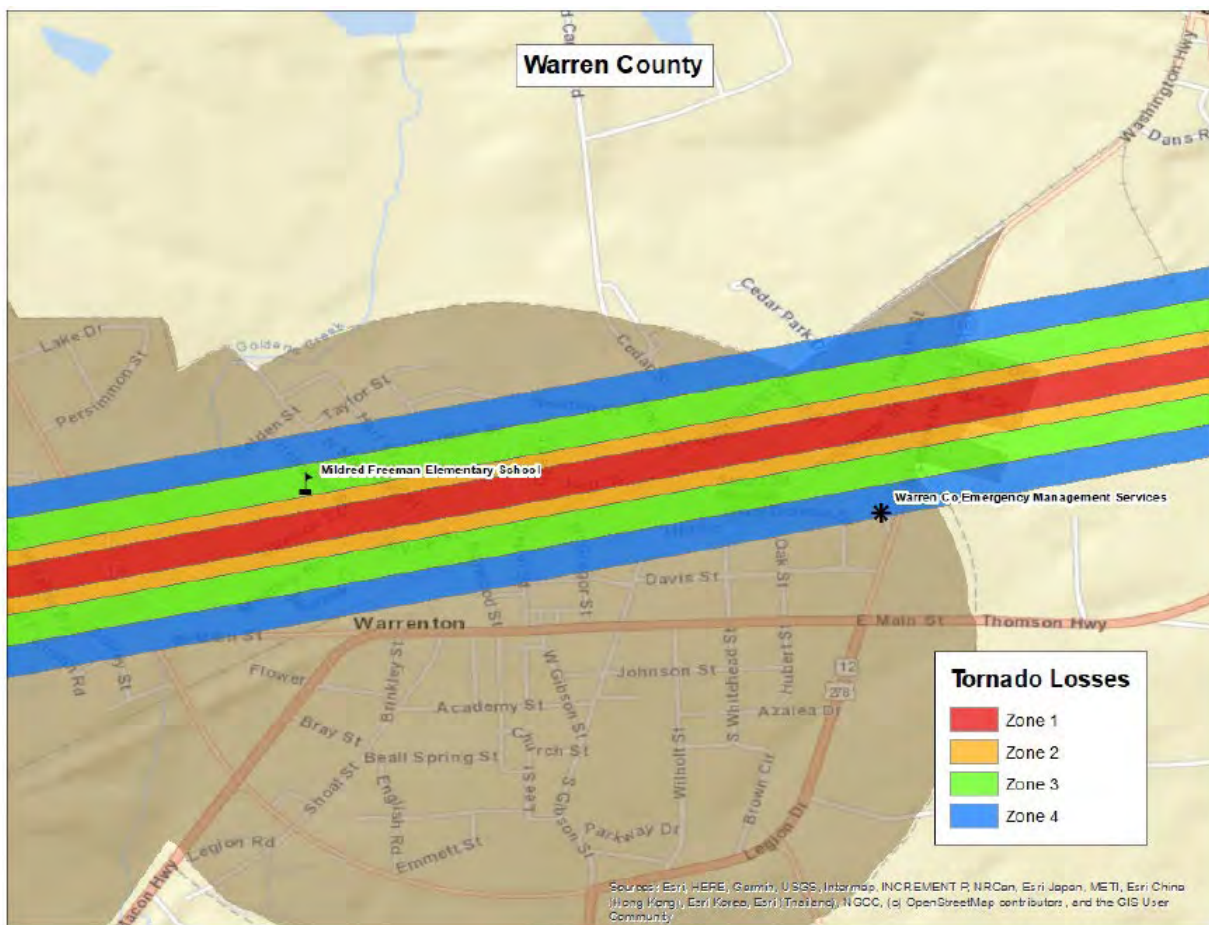 Warren County
Washington Hwy
Dans R
Cedar Park D
Lake Dr
Persimmon St
Taylor St
Mildred Freeman Elementary School
Warren Co Emergency Management Services
Oak St
Davis St
Warrenton
E Main St
Thomson Hwy
Flower
Brinkley St
W Gibson St
Johnson St
S Whitehead St
Hubert St
12
278
Academy St
Azalea Dr
Bray St
Church St
Beall Spring St
Shoal St
English Rd
Lee St
S Gibson St
Wilholt St
Brown Cir
Parkway Dr
Legion Rd
Emmett St
Legion Dr
Macon Hwy
Tornado Losses
Zone 1
Zone 2
Zone 3
Zone 4
Sources: Esri, HERE, Garmin, USGS, Intermap, INCREMENT P, NRCan, Esri Japan, METI, Esri China
(Hong Kong), Esri Korea, Esri (Thailand), NGCC, (c) OpenStreetMap contributors, and the GIS User
Community